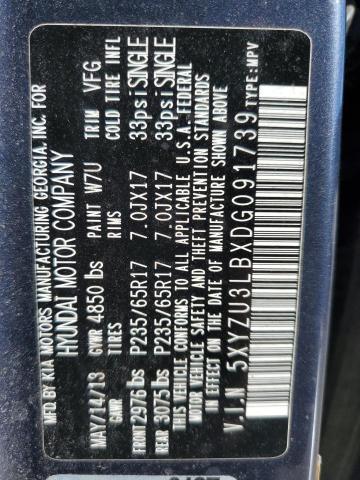 MFD BY KIA MOTORS MANUFACTURING GEORGIA, INC. FOR
HYUNDAI MOTOR COMPANY
MAY/14/13 GVWR 4850 lbs PAINT W7U TRIM VFG
GAWR TIRES RIMS COLD TIRE INFL
FRONT 2976 lbs P235/65R17 7.0JX17 33psi SINGLE
REAR 3075 lbs P235/65R17 7.0JX17 33psi SINGLE
THIS VEHICLE CONFORMS TO ALL APPLICABLE U.S.A. FEDERAL
MOTOR VEHICLE SAFETY AND THEFT PREVENTION STANDARDS
IN EFFECT ON THE DATE OF MANUFACTURE SHOWN ABOVE
V.I.N 5XYZU3LBXDG091739 TYPE:MPV